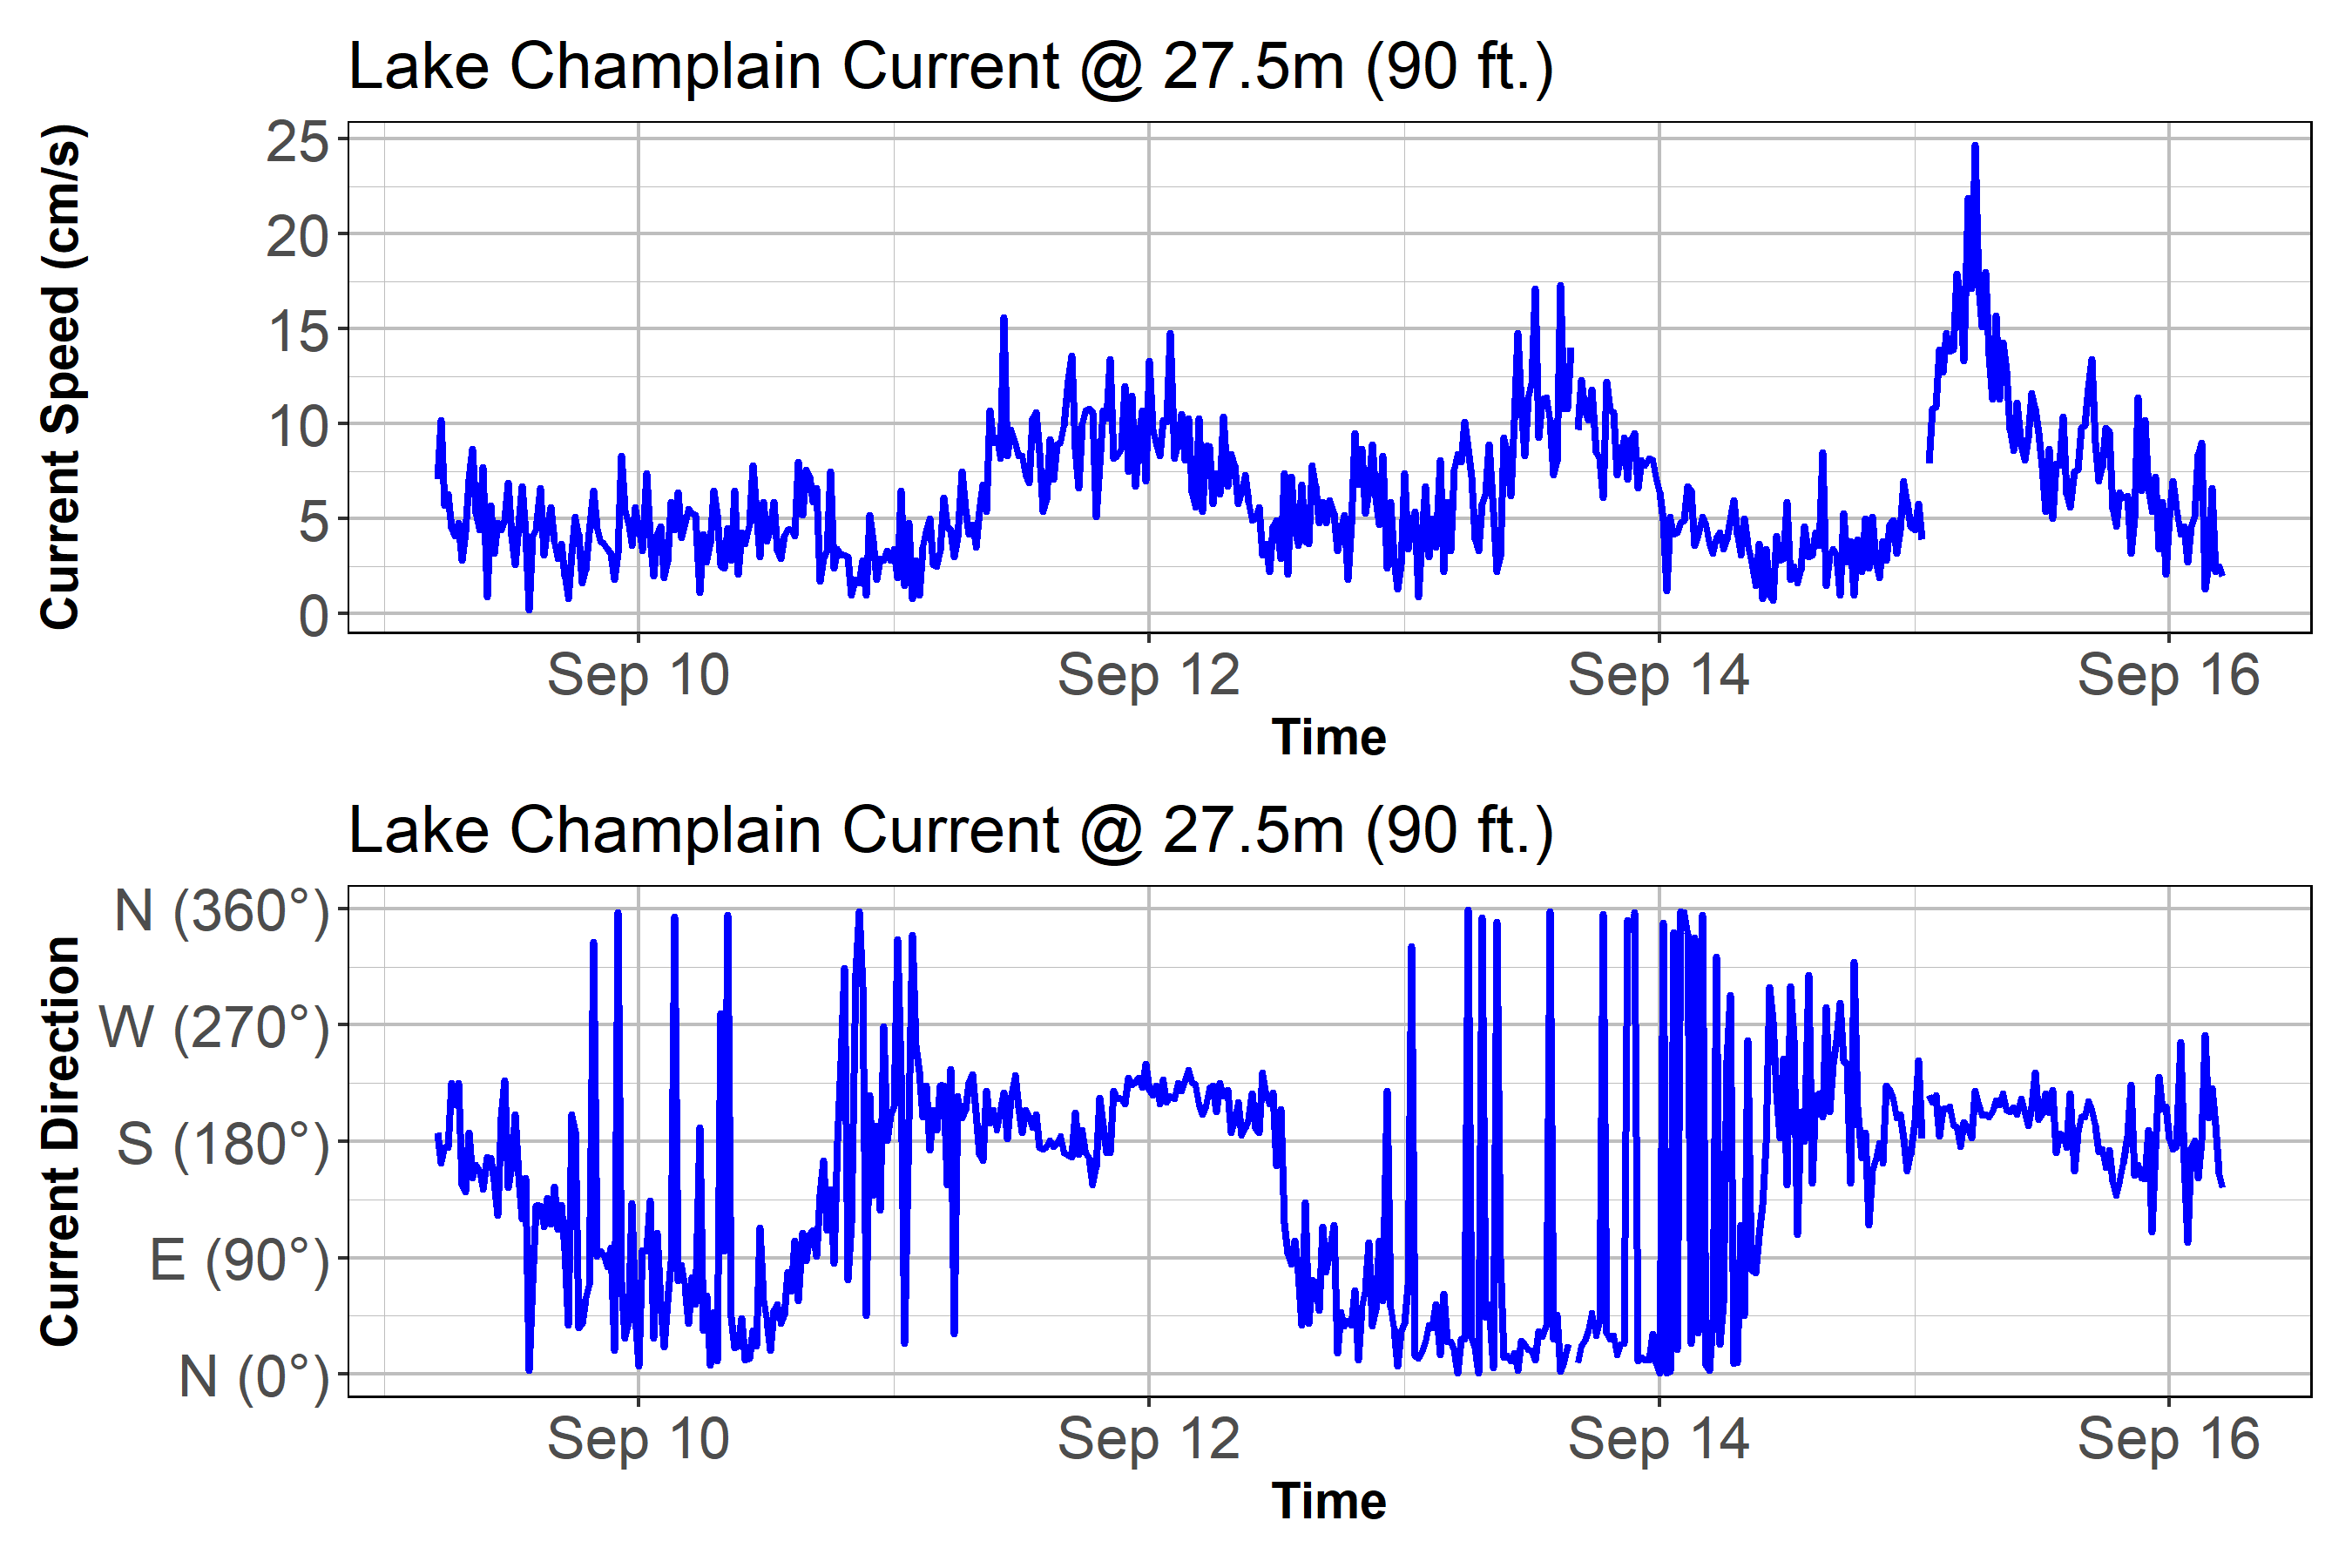 Lake Champlain Current @ 27.5m (90 ft.)
Current Speed (cm/s)
25
20
15
10
5
0
Sep 10 Sep 12 Sep 14 Sep 16
Time
Lake Champlain Current @ 27.5m (90 ft.)
Current Direction
N (360°)
W (270°)
S (180°)
E (90°)
N (0°)
Sep 10 Sep 12 Sep 14 Sep 16
Time